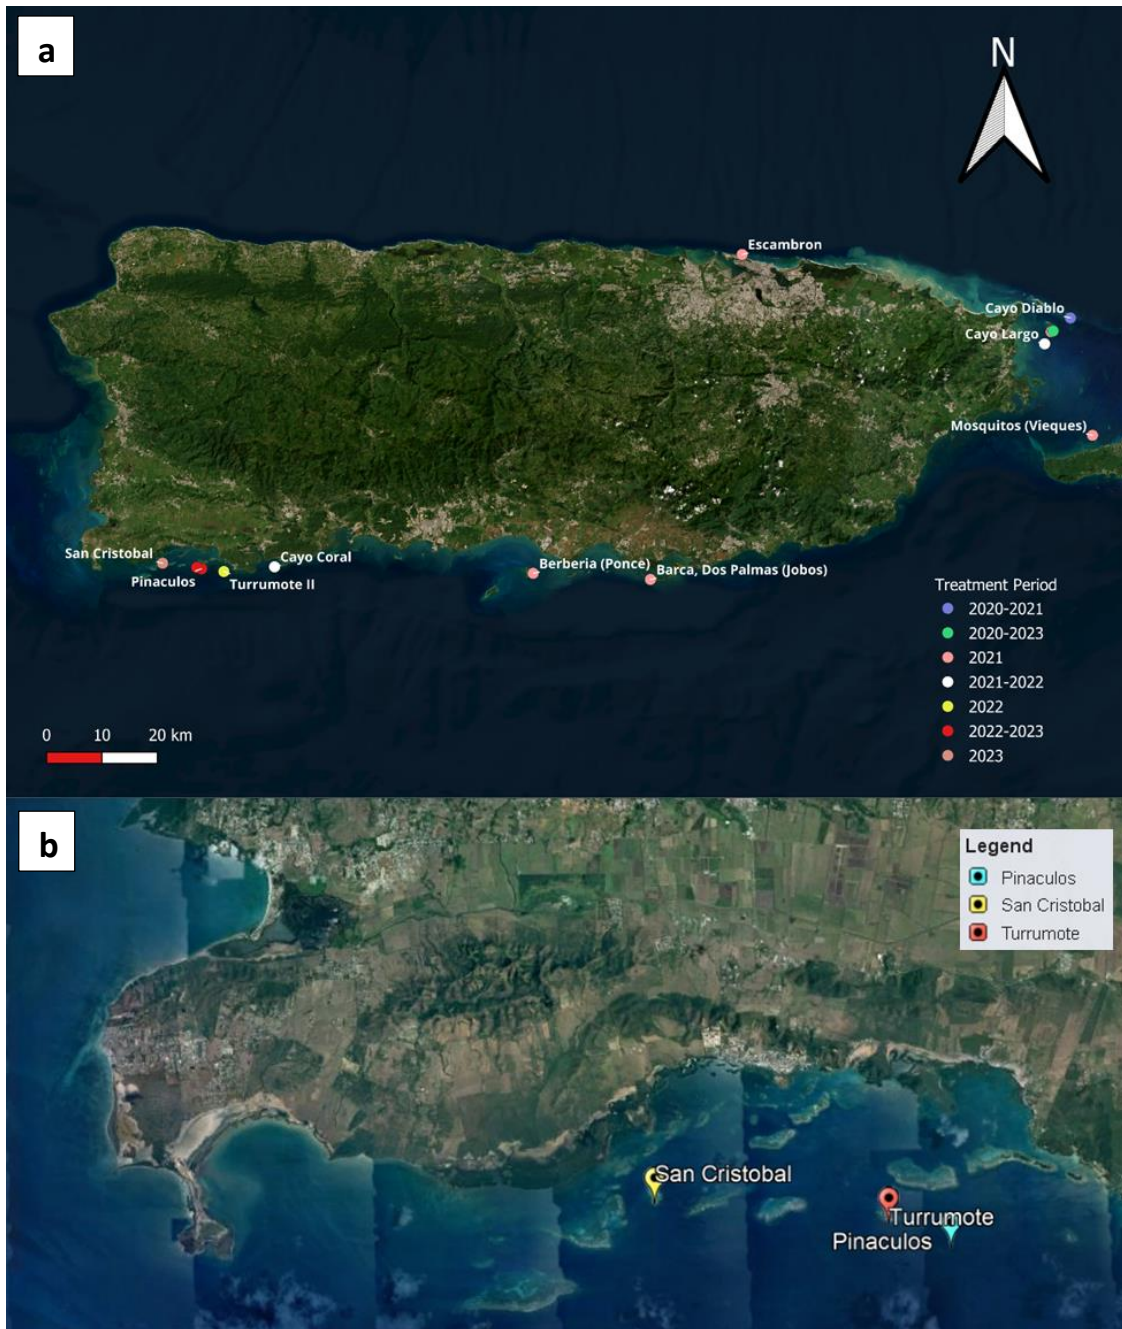 a
N
Escambron
Cayo Diablo
Cayo Largo
Mosquitos (Vieques)
San Cristobal
Cayo Coral
Pinaculos
Turrumote II
Berberia (Ponce)
Barca, Dos Palmas (Jobos)
Treatment Period
2020-2021
2020-2023
2021
2021-2022
2022
2022-2023
2023
0 10 20 km
b
Legend
Pinaculos
San Cristobal
Turrumote
San Cristobal
Turrumote
Pinaculos